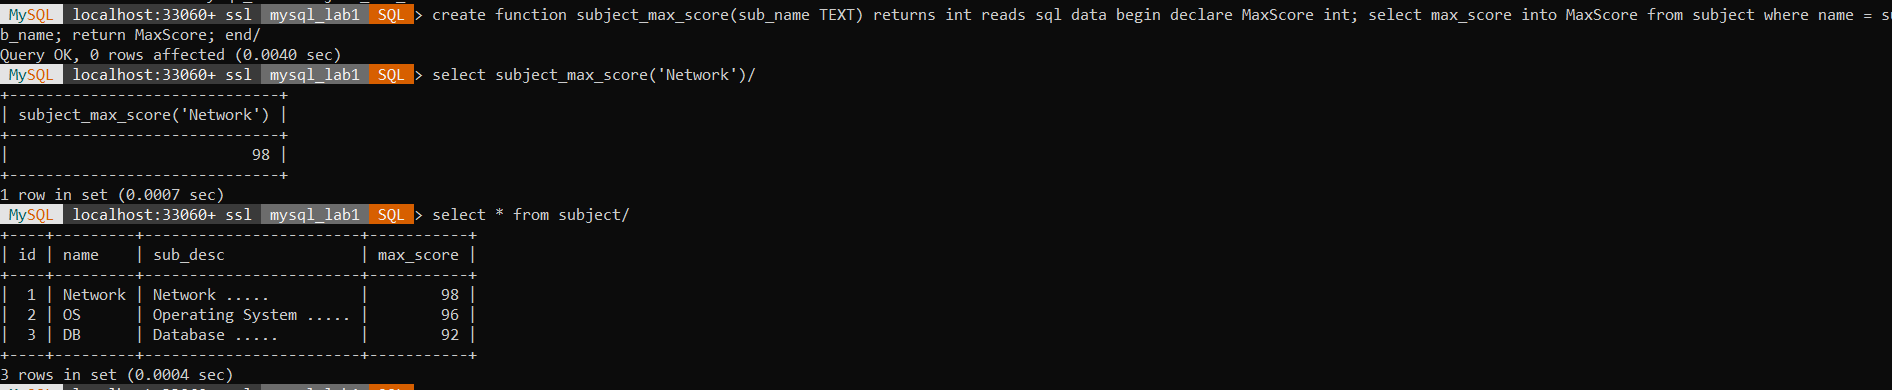 MySQL localhost:33060+ ssl mysql_lab1 SQL > create function subject_max_score(sub_name TEXT) returns int reads sql data begin declare MaxScore int; select max_score into MaxScore from subject where name = su
b_name; return MaxScore; end/
Query OK, 0 rows affected (0.0040 sec)
MySQL localhost:33060+ ssl mysql_lab1 SQL > select subject_max_score('Network')/
+------------------------------+
| subject_max_score('Network') |
+------------------------------+
|                           98 |
+------------------------------+
1 row in set (0.0007 sec)
MySQL localhost:33060+ ssl mysql_lab1 SQL > select * from subject/
+----+---------+------------------------+-----------+
| id | name    | sub_desc               | max_score |
+----+---------+------------------------+-----------+
|  1 | Network | Network .....          |        98 |
|  2 | OS      | Operating System ..... |        96 |
|  3 | DB      | Database .....         |        92 |
+----+---------+------------------------+-----------+
3 rows in set (0.0004 sec)